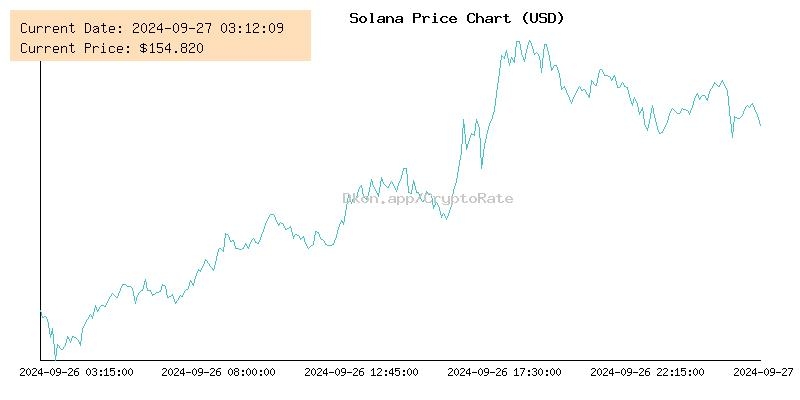 Solana Price Chart (USD)
Current Date: 2024-09-27 03:12:09
Current Price: $154.820
Dkon.app/CryptoRate
2024-09-26 03:15:00 2024-09-26 08:00:00 2024-09-26 12:45:00 2024-09-26 17:30:00 2024-09-26 22:15:00 2024-09-27